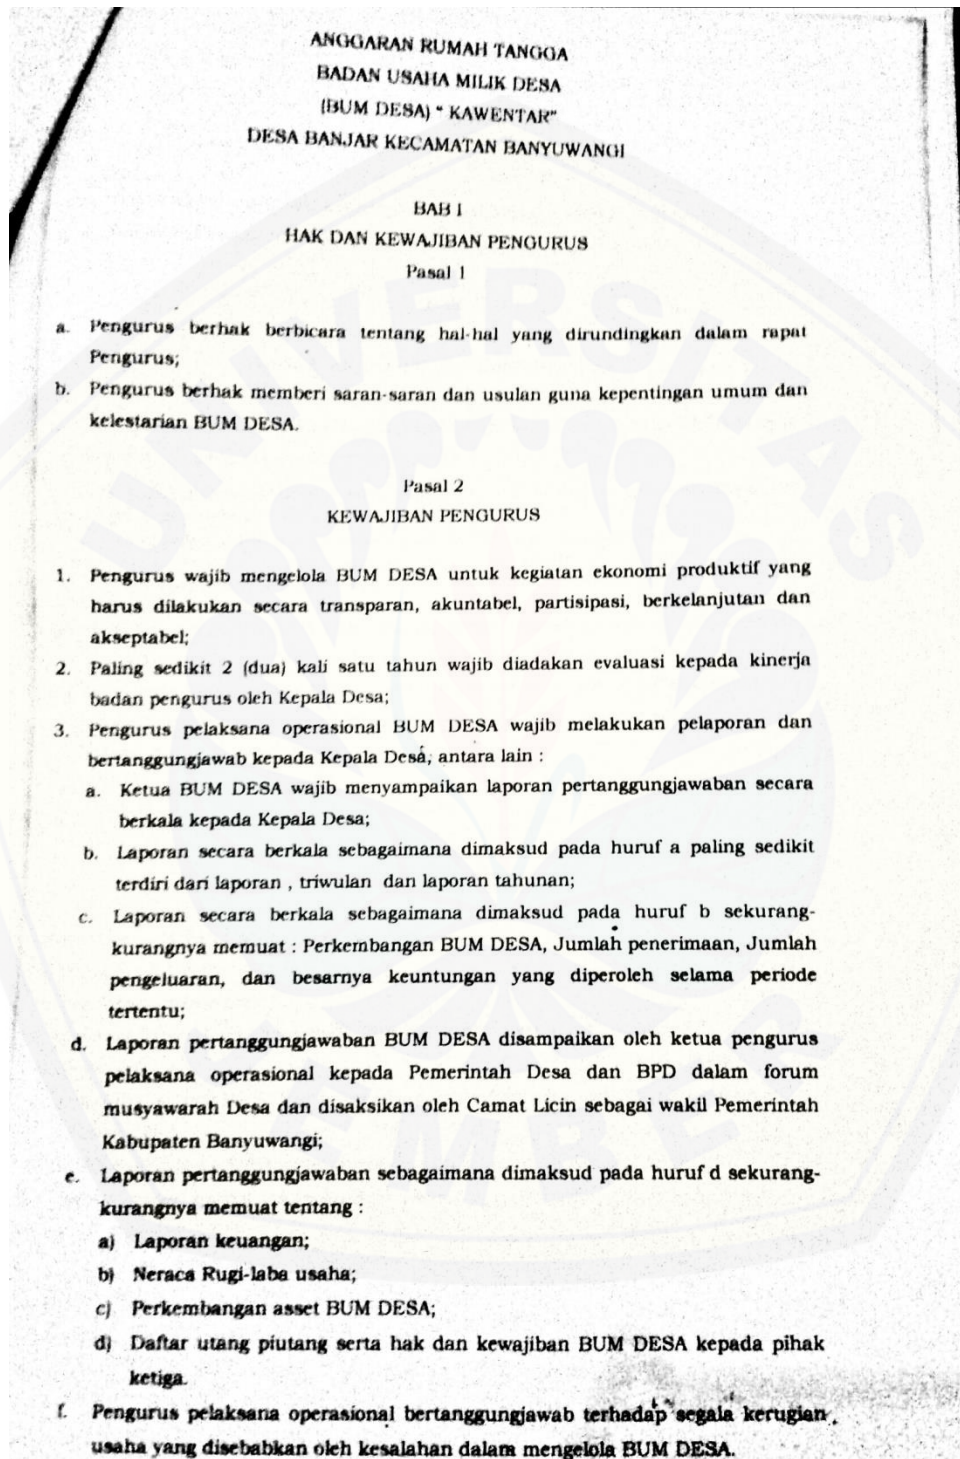 ANGGARAN RUMAH TANGGA
BADAN USAHA MILIK DESA
(BUM DESA) " KAWENTAR"
DESA BANJAR KECAMATAN BANYUWANGI
BAB I
HAK DAN KEWAJIBAN PENGURUS
Pasal 1
a. Pengurus berhak berbicara tentang hal-hal yang dirundingkan dalam rapat
Pengurus;
b. Pengurus berhak memberi saran-saran dan usulan guna kepentingan umum dan
kelestarian BUM DESA.
Pasal 2
KEWAJIBAN PENGURUS
1. Pengurus wajib mengelola BUM DESA untuk kegiatan ekonomi produktif yang
harus dilakukan secara transparan, akuntabel, partisipasi, berkelanjutan dan
akseptabel;
2. Paling sedikit 2 (dua) kali satu tahun wajib diadakan evaluasi kepada kinerja
badan pengurus oleh Kepala Desa;
3. Pengurus pelaksana operasional BUM DESA wajib melakukan pelaporan dan
bertanggungjawab kepada Kepala Desa, antara lain :
a. Ketua BUM DESA wajib menyampaikan laporan pertanggungjawaban secara
berkala kepada Kepala Desa;
b. Laporan secara berkala sebagaimana dimaksud pada huruf a paling sedikit
terdiri dari laporan , triwulan dan laporan tahunan;
c. Laporan secara berkala sebagaimana dimaksud pada huruf b sekurang-
kurangnya memuat : Perkembangan BUM DESA, Jumlah penerimaan, Jumlah
pengeluaran, dan besarnya keuntungan yang diperoleh selama periode
tertentu;
d. Laporan pertanggungjawaban BUM DESA disampaikan oleh ketua pengurus
pelaksana operasional kepada Pemerintah Desa dan BPD dalam forum
musyawarah Desa dan disaksikan oleh Camat Licin sebagai wakil Pemerintah
Kabupaten Banyuwangi;
e. Laporan pertanggungjawaban sebagaimana dimaksud pada huruf d sekurang-
kurangnya memuat tentang :
a) Laporan keuangan;
b) Neraca Rugi-laba usaha;
c) Perkembangan asset BUM DESA;
d) Daftar utang piutang serta hak dan kewajiban BUM DESA kepada pihak
ketiga.
f. Pengurus pelaksana operasional bertanggungjawab terhadap segala kerugian
usaha yang disebabkan oleh kesalahan dalam mengelola BUM DESA.
UNIVERSITAS
JEMBER